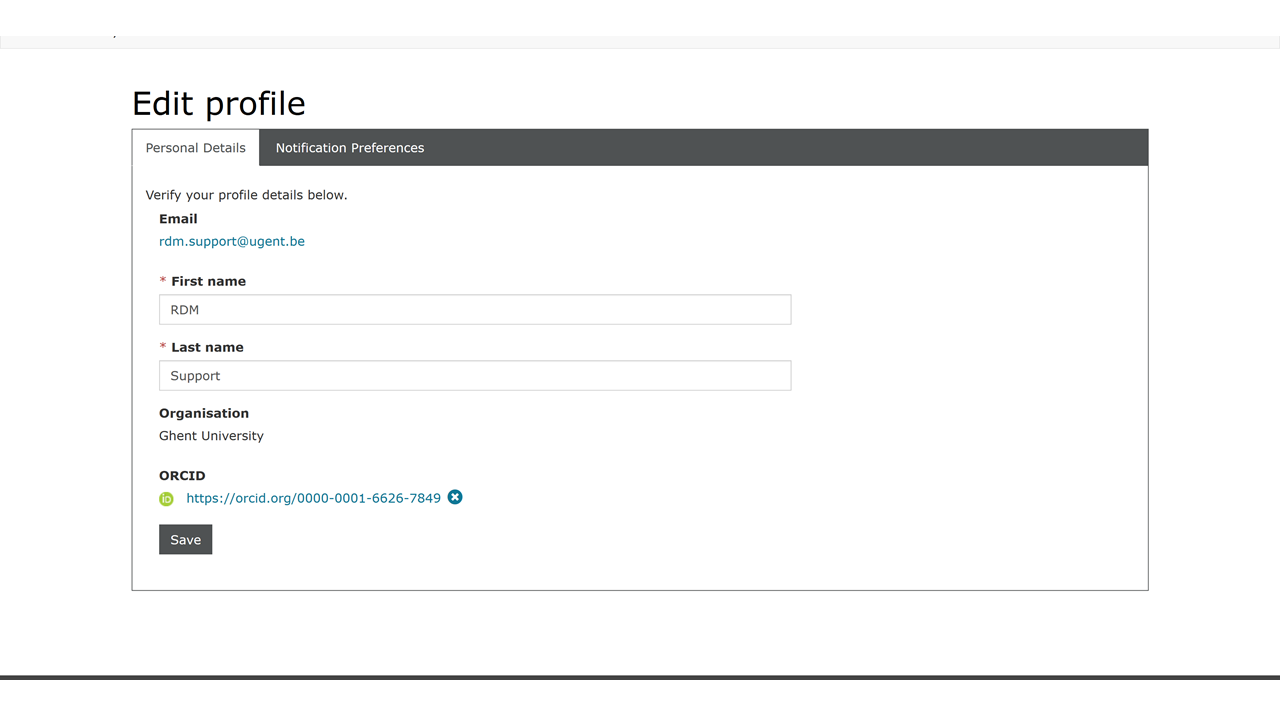 Edit profile
Personal Details Notification Preferences
Verify your profile details below.
Email
rdm.support@ugent.be
* First name
RDM
* Last name
Support
Organisation
Ghent University
ORCID
iD https://orcid.org/0000-0001-6626-7849
Save